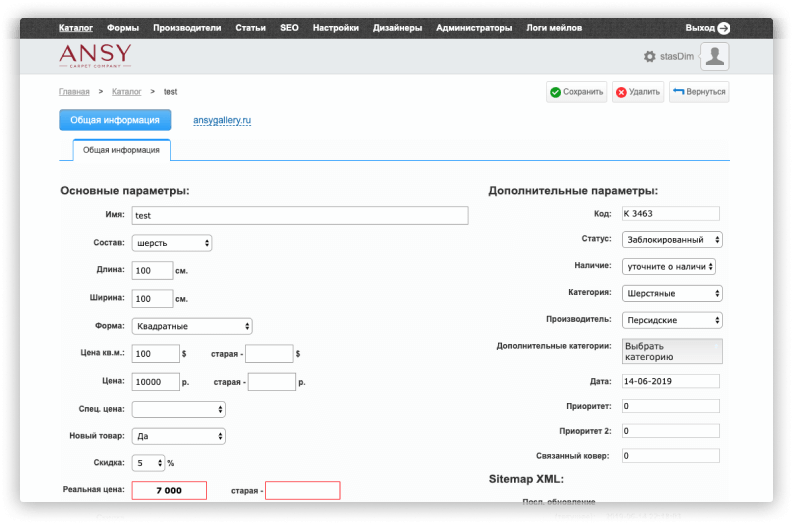 Каталог Формы Производители Статьи SEO Настройки Дизайнеры Администраторы Логи мейлов Выход
ANSY
CARPET COMPANY
stasDim
Главная > Каталог > test
Сохранить Удалить Вернуться
Общая информация ansygallery.ru
Общая информация
Основные параметры:
Имя: test
Состав: шерсть
Длина: 100 см.
Ширина: 100 см.
Форма: Квадратные
Цена кв.м.: 100 $ старая - $
Цена: 10000 р. старая - р.
Спец. цена:
Новый товар: Да
Скидка: 5 %
Реальная цена: 7 000 старая -
Дополнительные параметры:
Код: K 3463
Статус: Заблокированный
Наличие: уточните о наличи
Категория: Шерстяные
Производитель: Персидские
Дополнительные категории: Выбрать
категорию
Дата: 14-06-2019
Приоритет: 0
Приоритет 2: 0
Связанный ковер: 0
Sitemap XML:
Посл. обновление